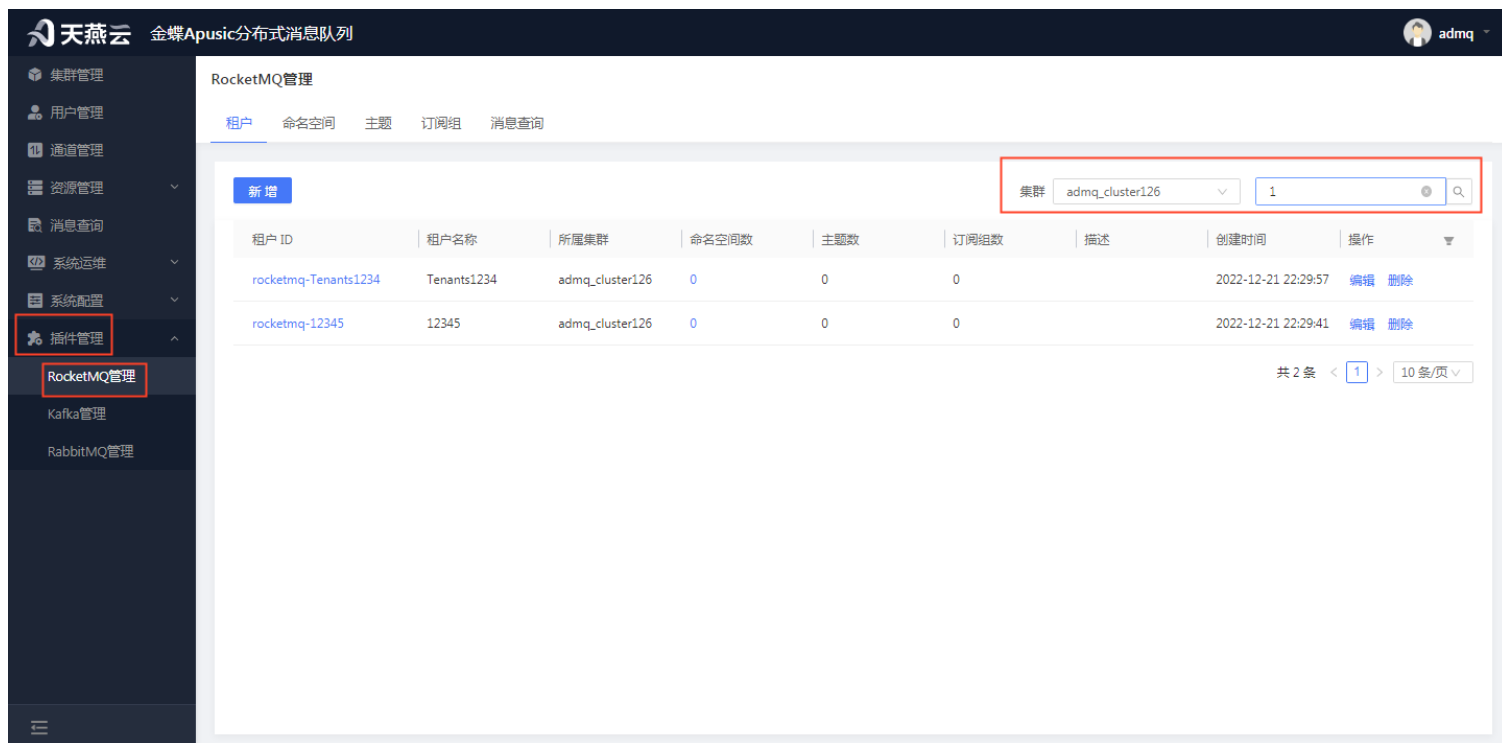 天燕云 金蝶Apusic分布式消息队列 admq
集群管理
用户管理
通道管理
资源管理
消息查询
系统运维
系统配置
插件管理
RocketMQ管理
Kafka管理
RabbitMQ管理
RocketMQ管理
租户 命名空间 主题 订阅组 消息查询
新增 集群 admq_cluster126 1
租户 ID 租户名称 所属集群 命名空间数 主题数 订阅组数 描述 创建时间 操作
rocketmq-Tenants1234 Tenants1234 admq_cluster126 0 0 0 2022-12-21 22:29:57 编辑 删除
rocketmq-12345 12345 admq_cluster126 0 0 0 2022-12-21 22:29:41 编辑 删除
共 2 条 < 1 > 10 条/页